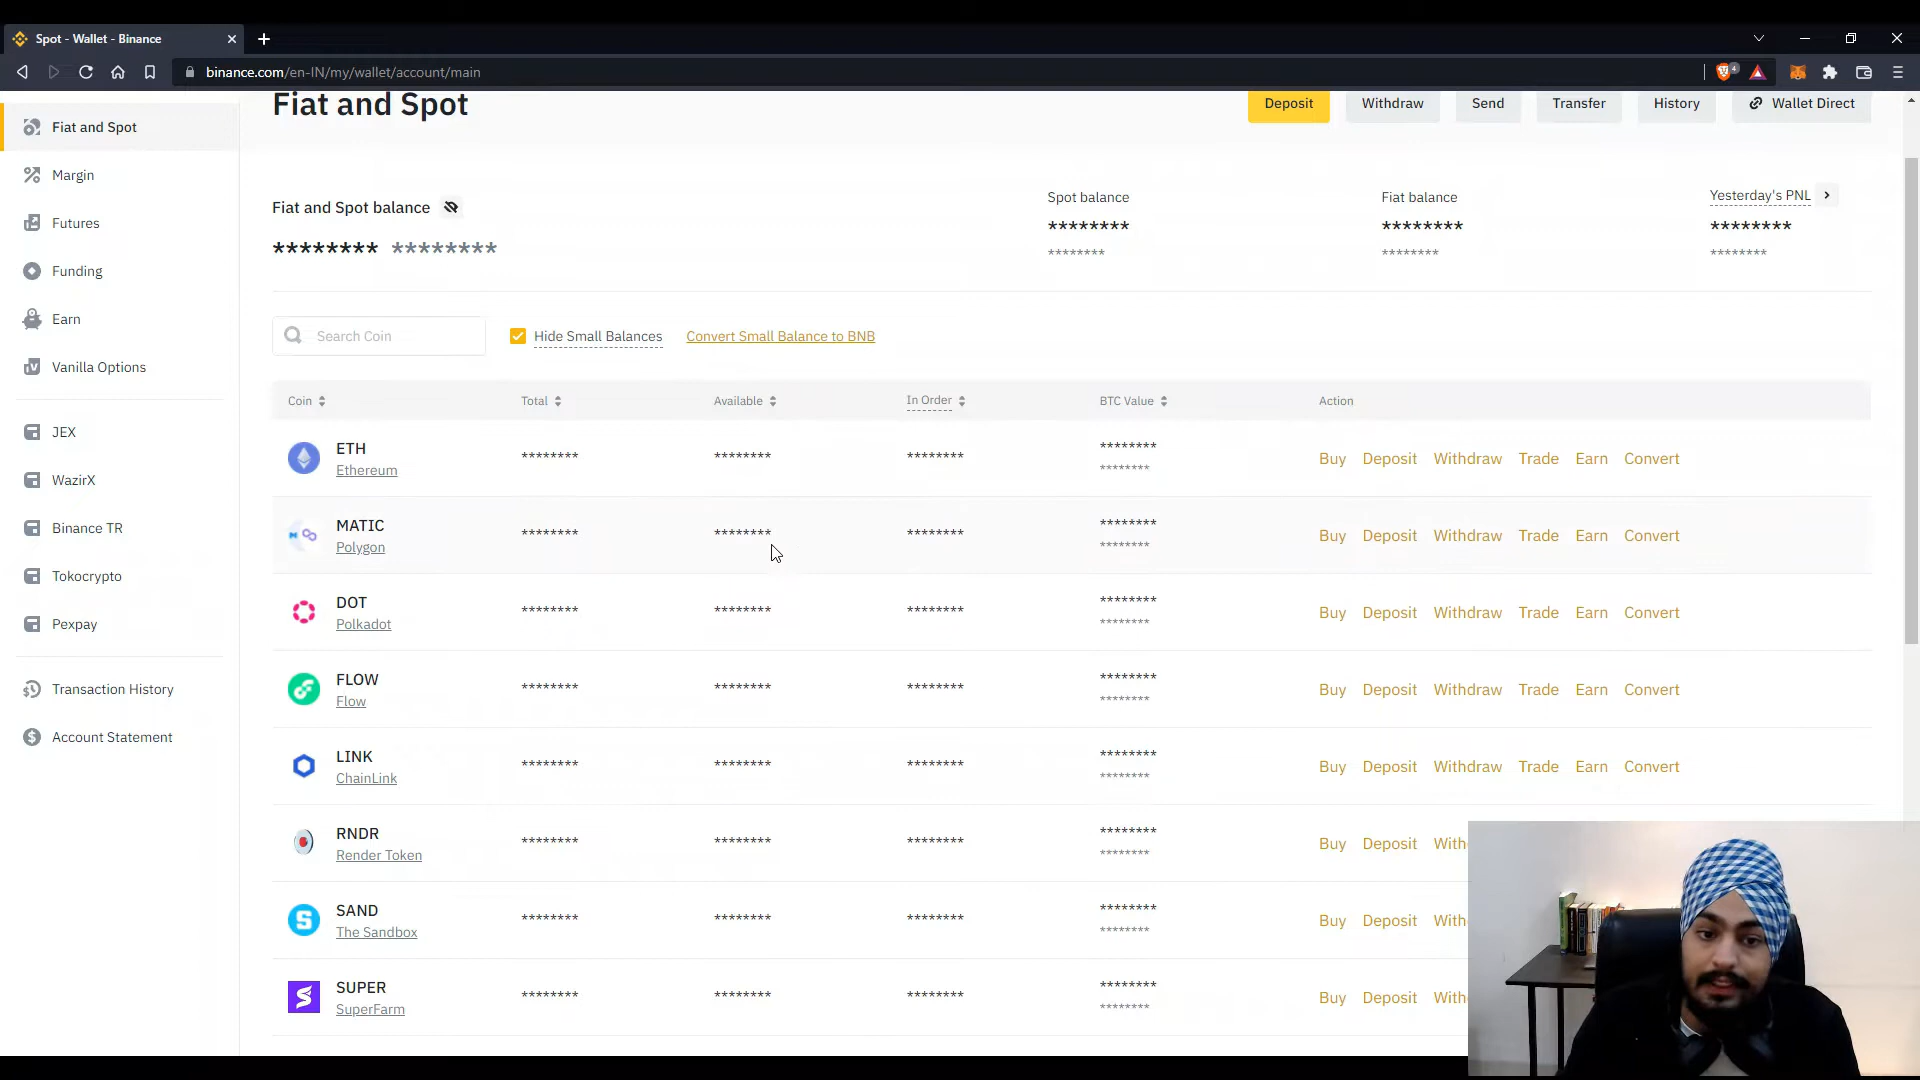 Spot - Wallet - Binance
binance.com/en-IN/my/wallet/account/main
4
Fiat and Spot
Margin
Futures
Funding
Earn
Vanilla Options
JEX
WazirX
Binance TR
Tokocrypto
Pexpay
Transaction History
Account Statement
Fiat and Spot
Deposit Withdraw Send Transfer History Wallet Direct
Fiat and Spot balance
******** ********
Spot balance
********
********
Fiat balance
********
********
Yesterday's PNL
********
********
Search Coin
Hide Small Balances
Convert Small Balance to BNB
Coin Total Available In Order BTC Value Action
ETH
Ethereum
******** ******** ******** ********
********
Buy Deposit Withdraw Trade Earn Convert
MATIC
Polygon
******** ******** ******** ********
********
Buy Deposit Withdraw Trade Earn Convert
DOT
Polkadot
******** ******** ******** ********
********
Buy Deposit Withdraw Trade Earn Convert
FLOW
Flow
******** ******** ******** ********
********
Buy Deposit Withdraw Trade Earn Convert
LINK
ChainLink
******** ******** ******** ********
********
Buy Deposit Withdraw Trade Earn Convert
RNDR
Render Token
******** ******** ******** ********
********
Buy Deposit With
SAND
The Sandbox
******** ******** ******** ********
********
Buy Deposit With
SUPER
SuperFarm
******** ******** ******** ********
********
Buy Deposit With